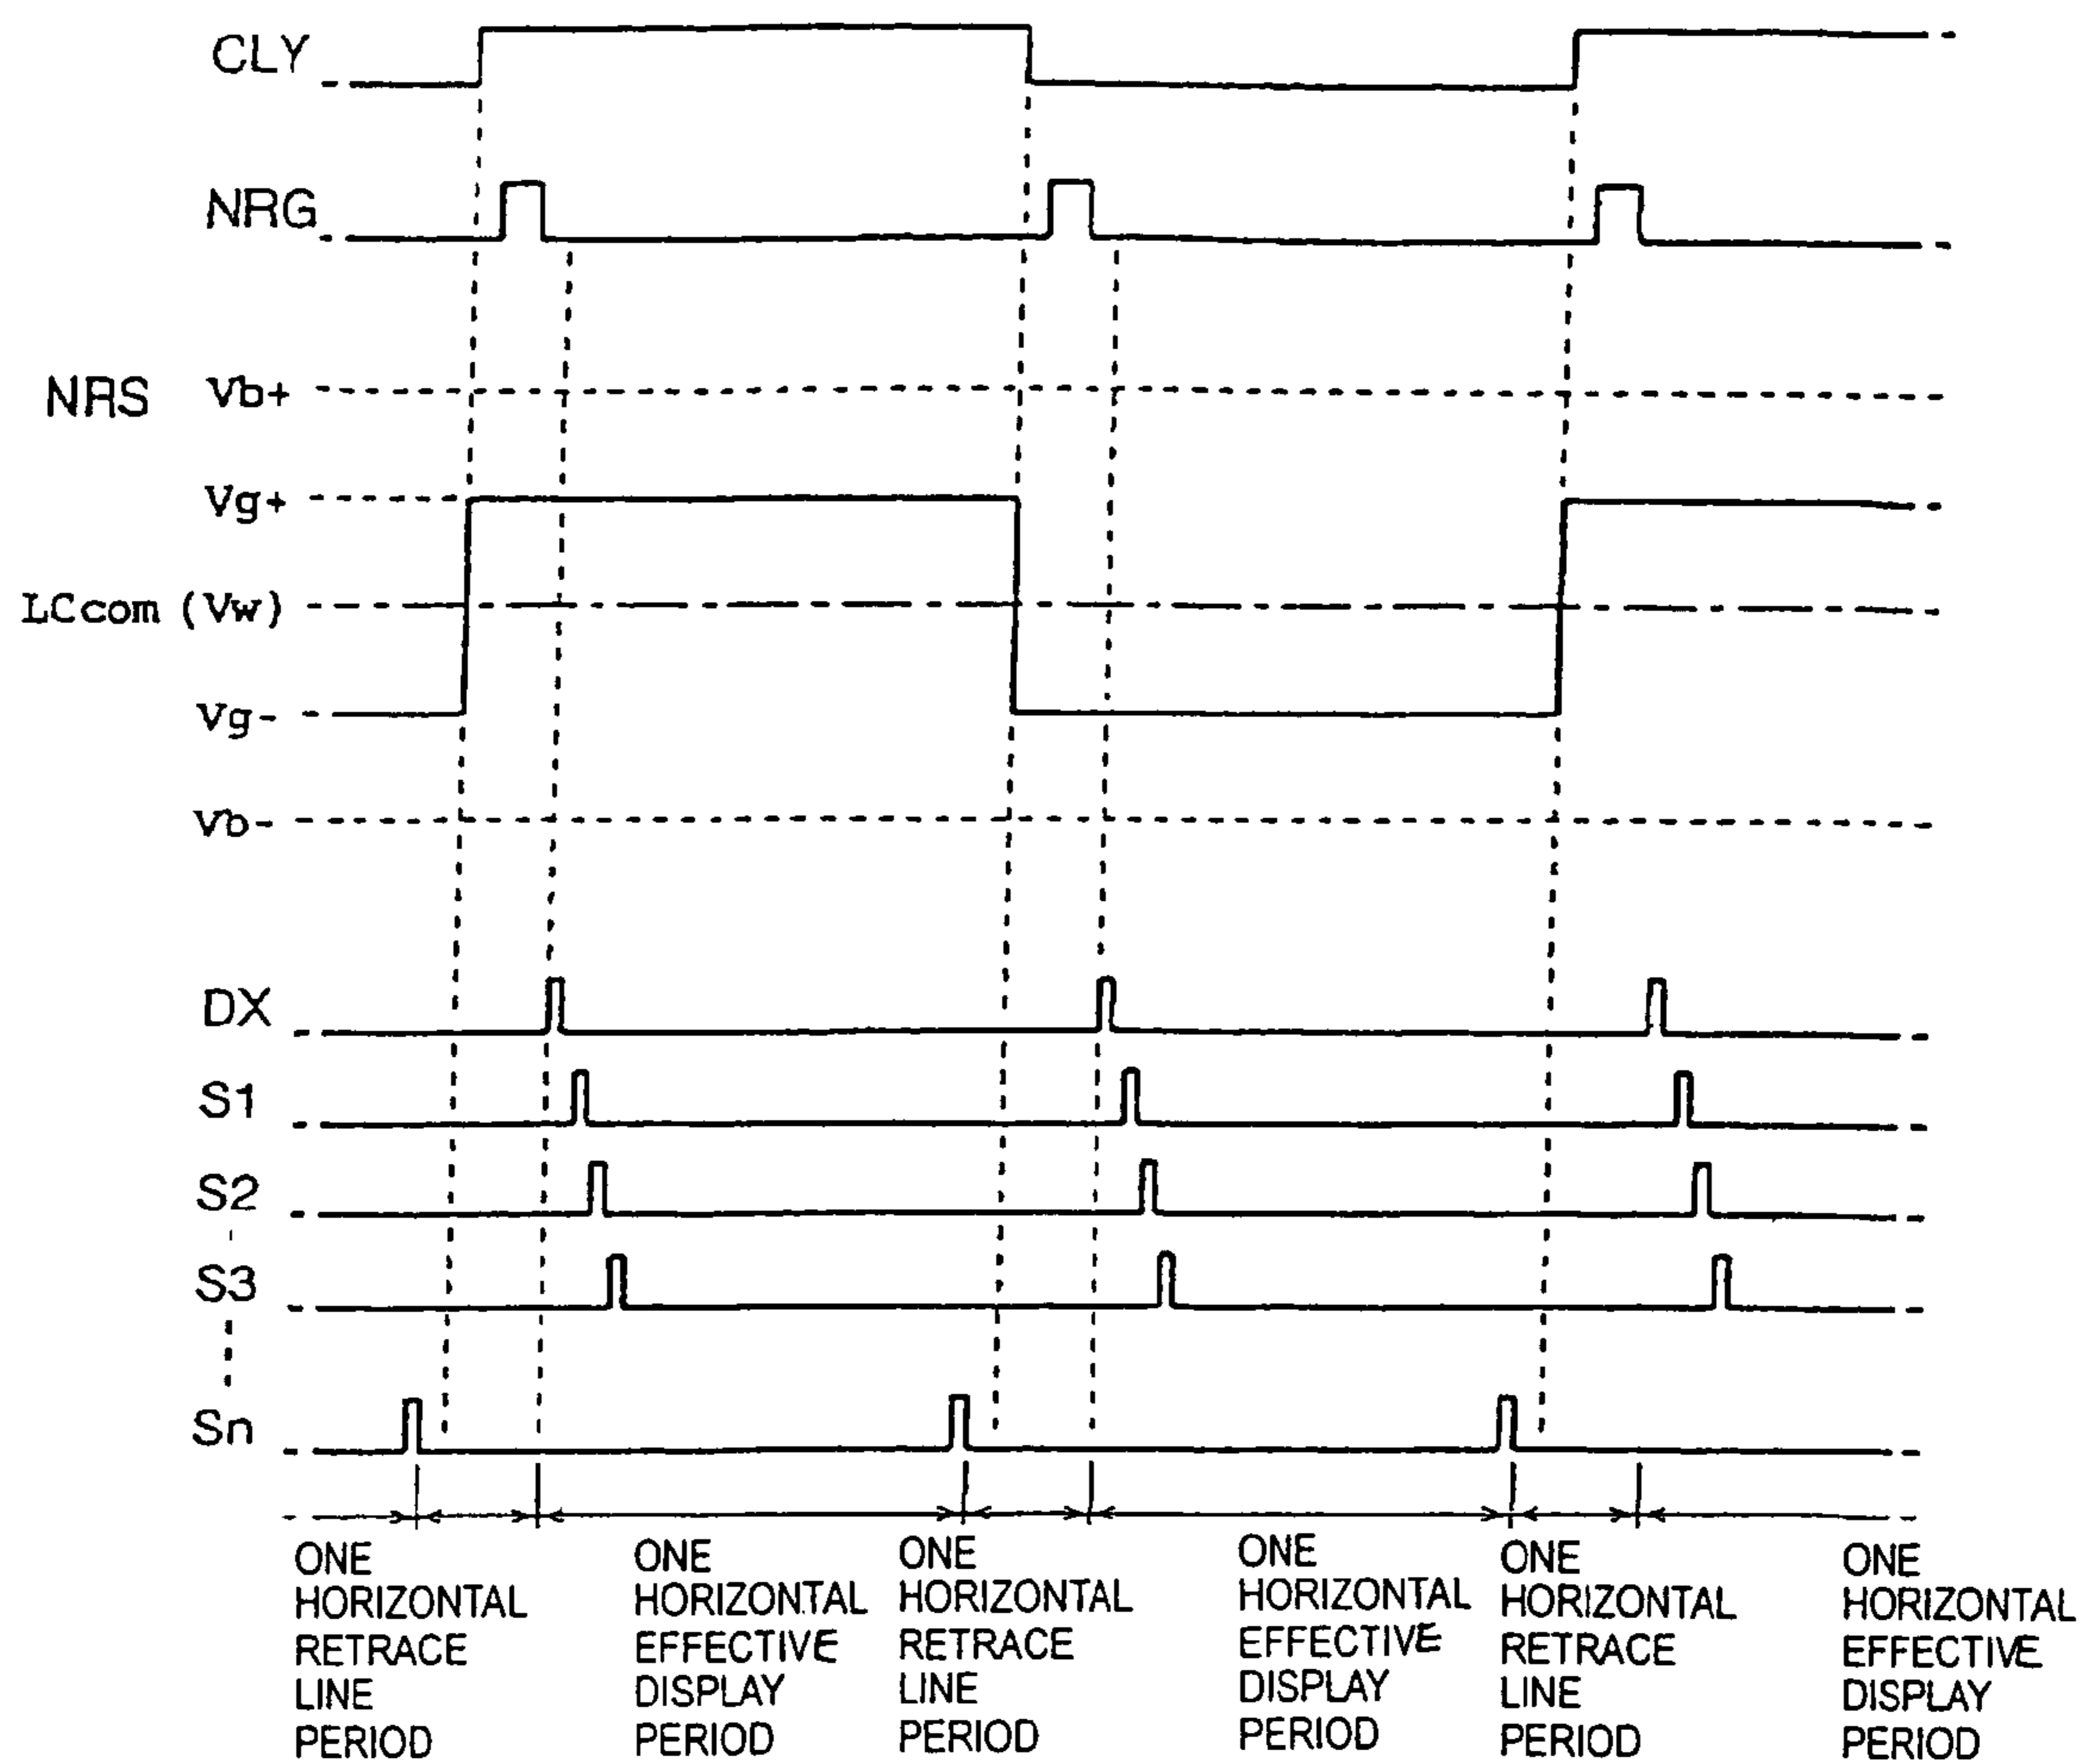 CLY
NRG
NRS Vb+
Vg+
LCcom (Vw)
Vg-
Vb-
DX
S1
S2
S3
Sn
ONE
HORIZONTAL
RETRACE
LINE
PERIOD
ONE
HORIZONTAL
EFFECTIVE
DISPLAY
PERIOD
ONE
HORIZONTAL
RETRACE
LINE
PERIOD
ONE
HORIZONTAL
EFFECTIVE
DISPLAY
PERIOD
ONE
HORIZONTAL
RETRACE
LINE
PERIOD
ONE
HORIZONTAL
EFFECTIVE
DISPLAY
PERIOD